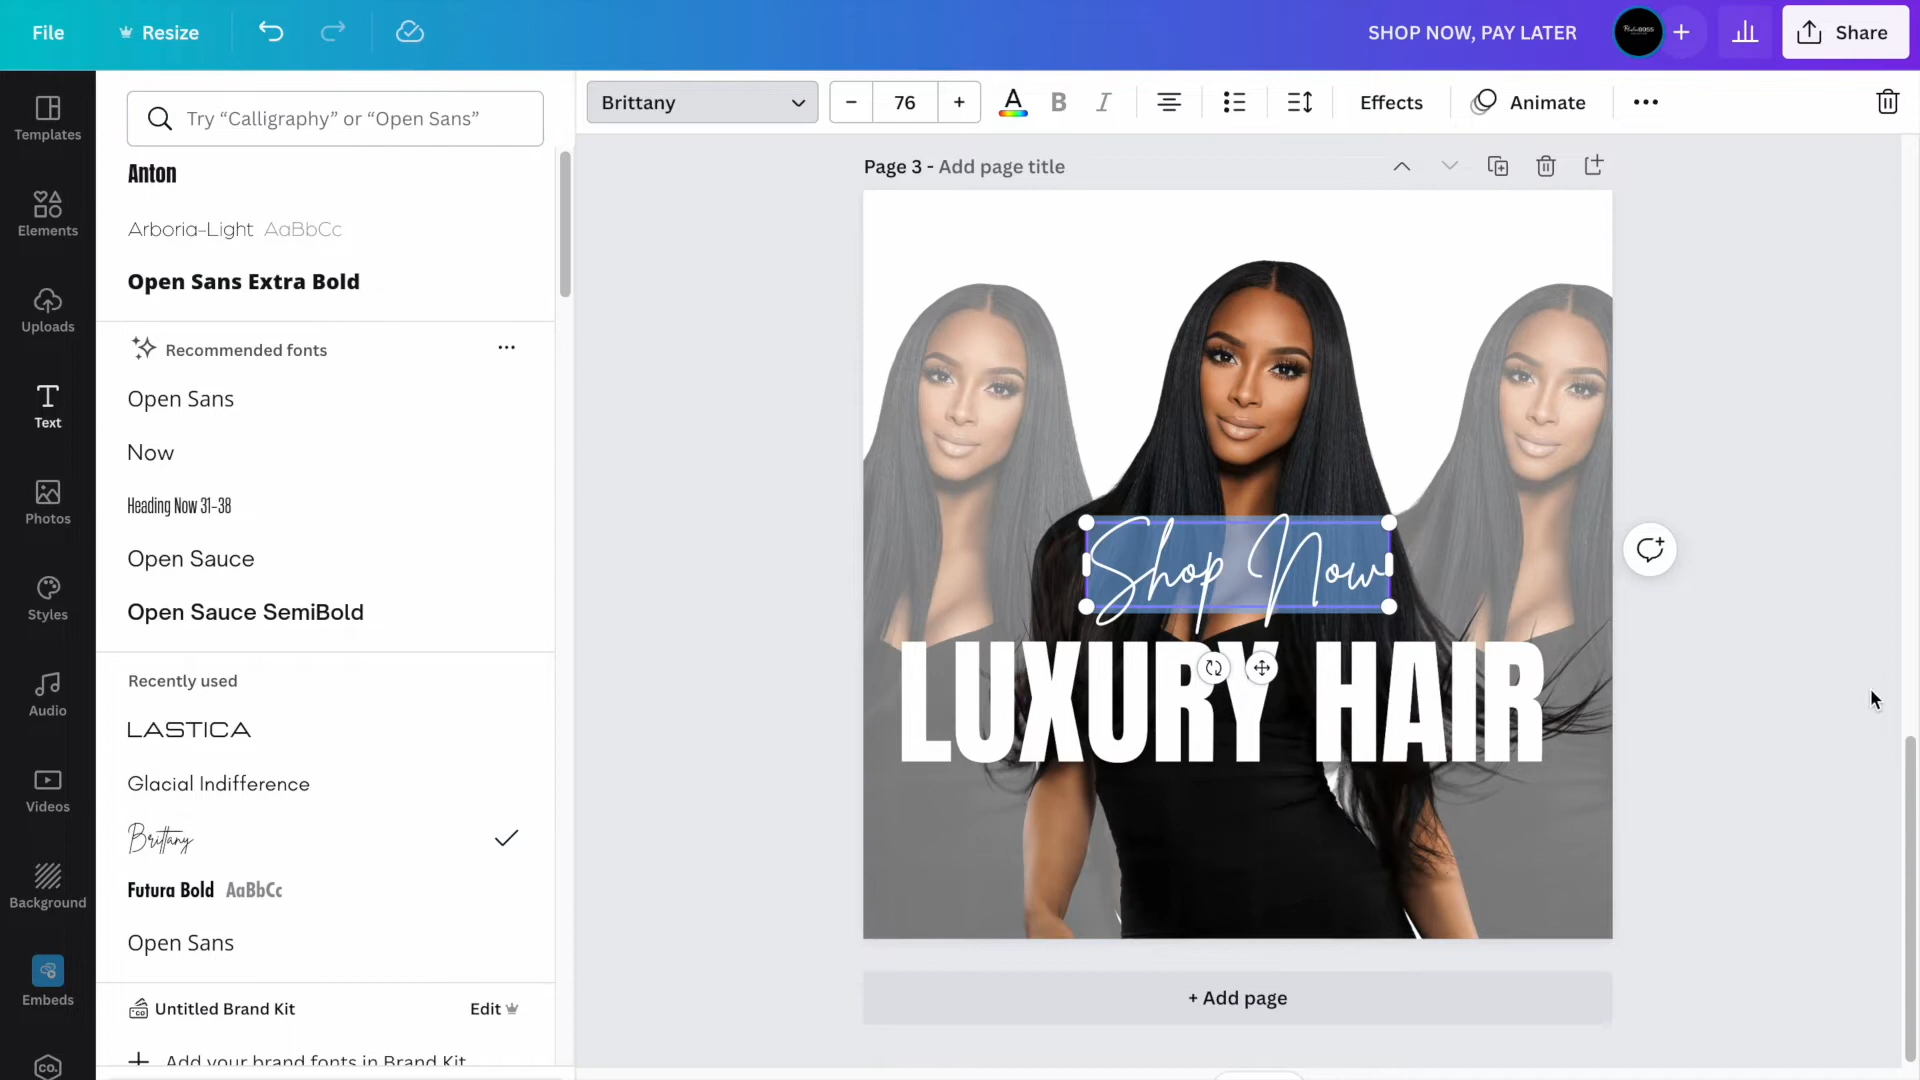 File
Resize
SHOP NOW, PAY LATER
Share
Templates
Elements
Uploads
Text
Photos
Styles
Audio
Videos
Background
Embeds
co.
Try “Calligraphy” or “Open Sans”
Anton
Arboria-Light AaBbCc
Open Sans Extra Bold
Recommended fonts
Open Sans
Now
Heading Now 31-38
Open Sauce
Open Sauce SemiBold
Recently used
LASTICA
Glacial Indifference
Brittany
Futura Bold AaBbCc
Open Sans
Untitled Brand Kit Edit
Add your brand fonts in Brand Kit
Brittany
76
A B I
Effects
Animate
Page 3 - Add page title
Shop Now
LUXURY HAIR
+ Add page